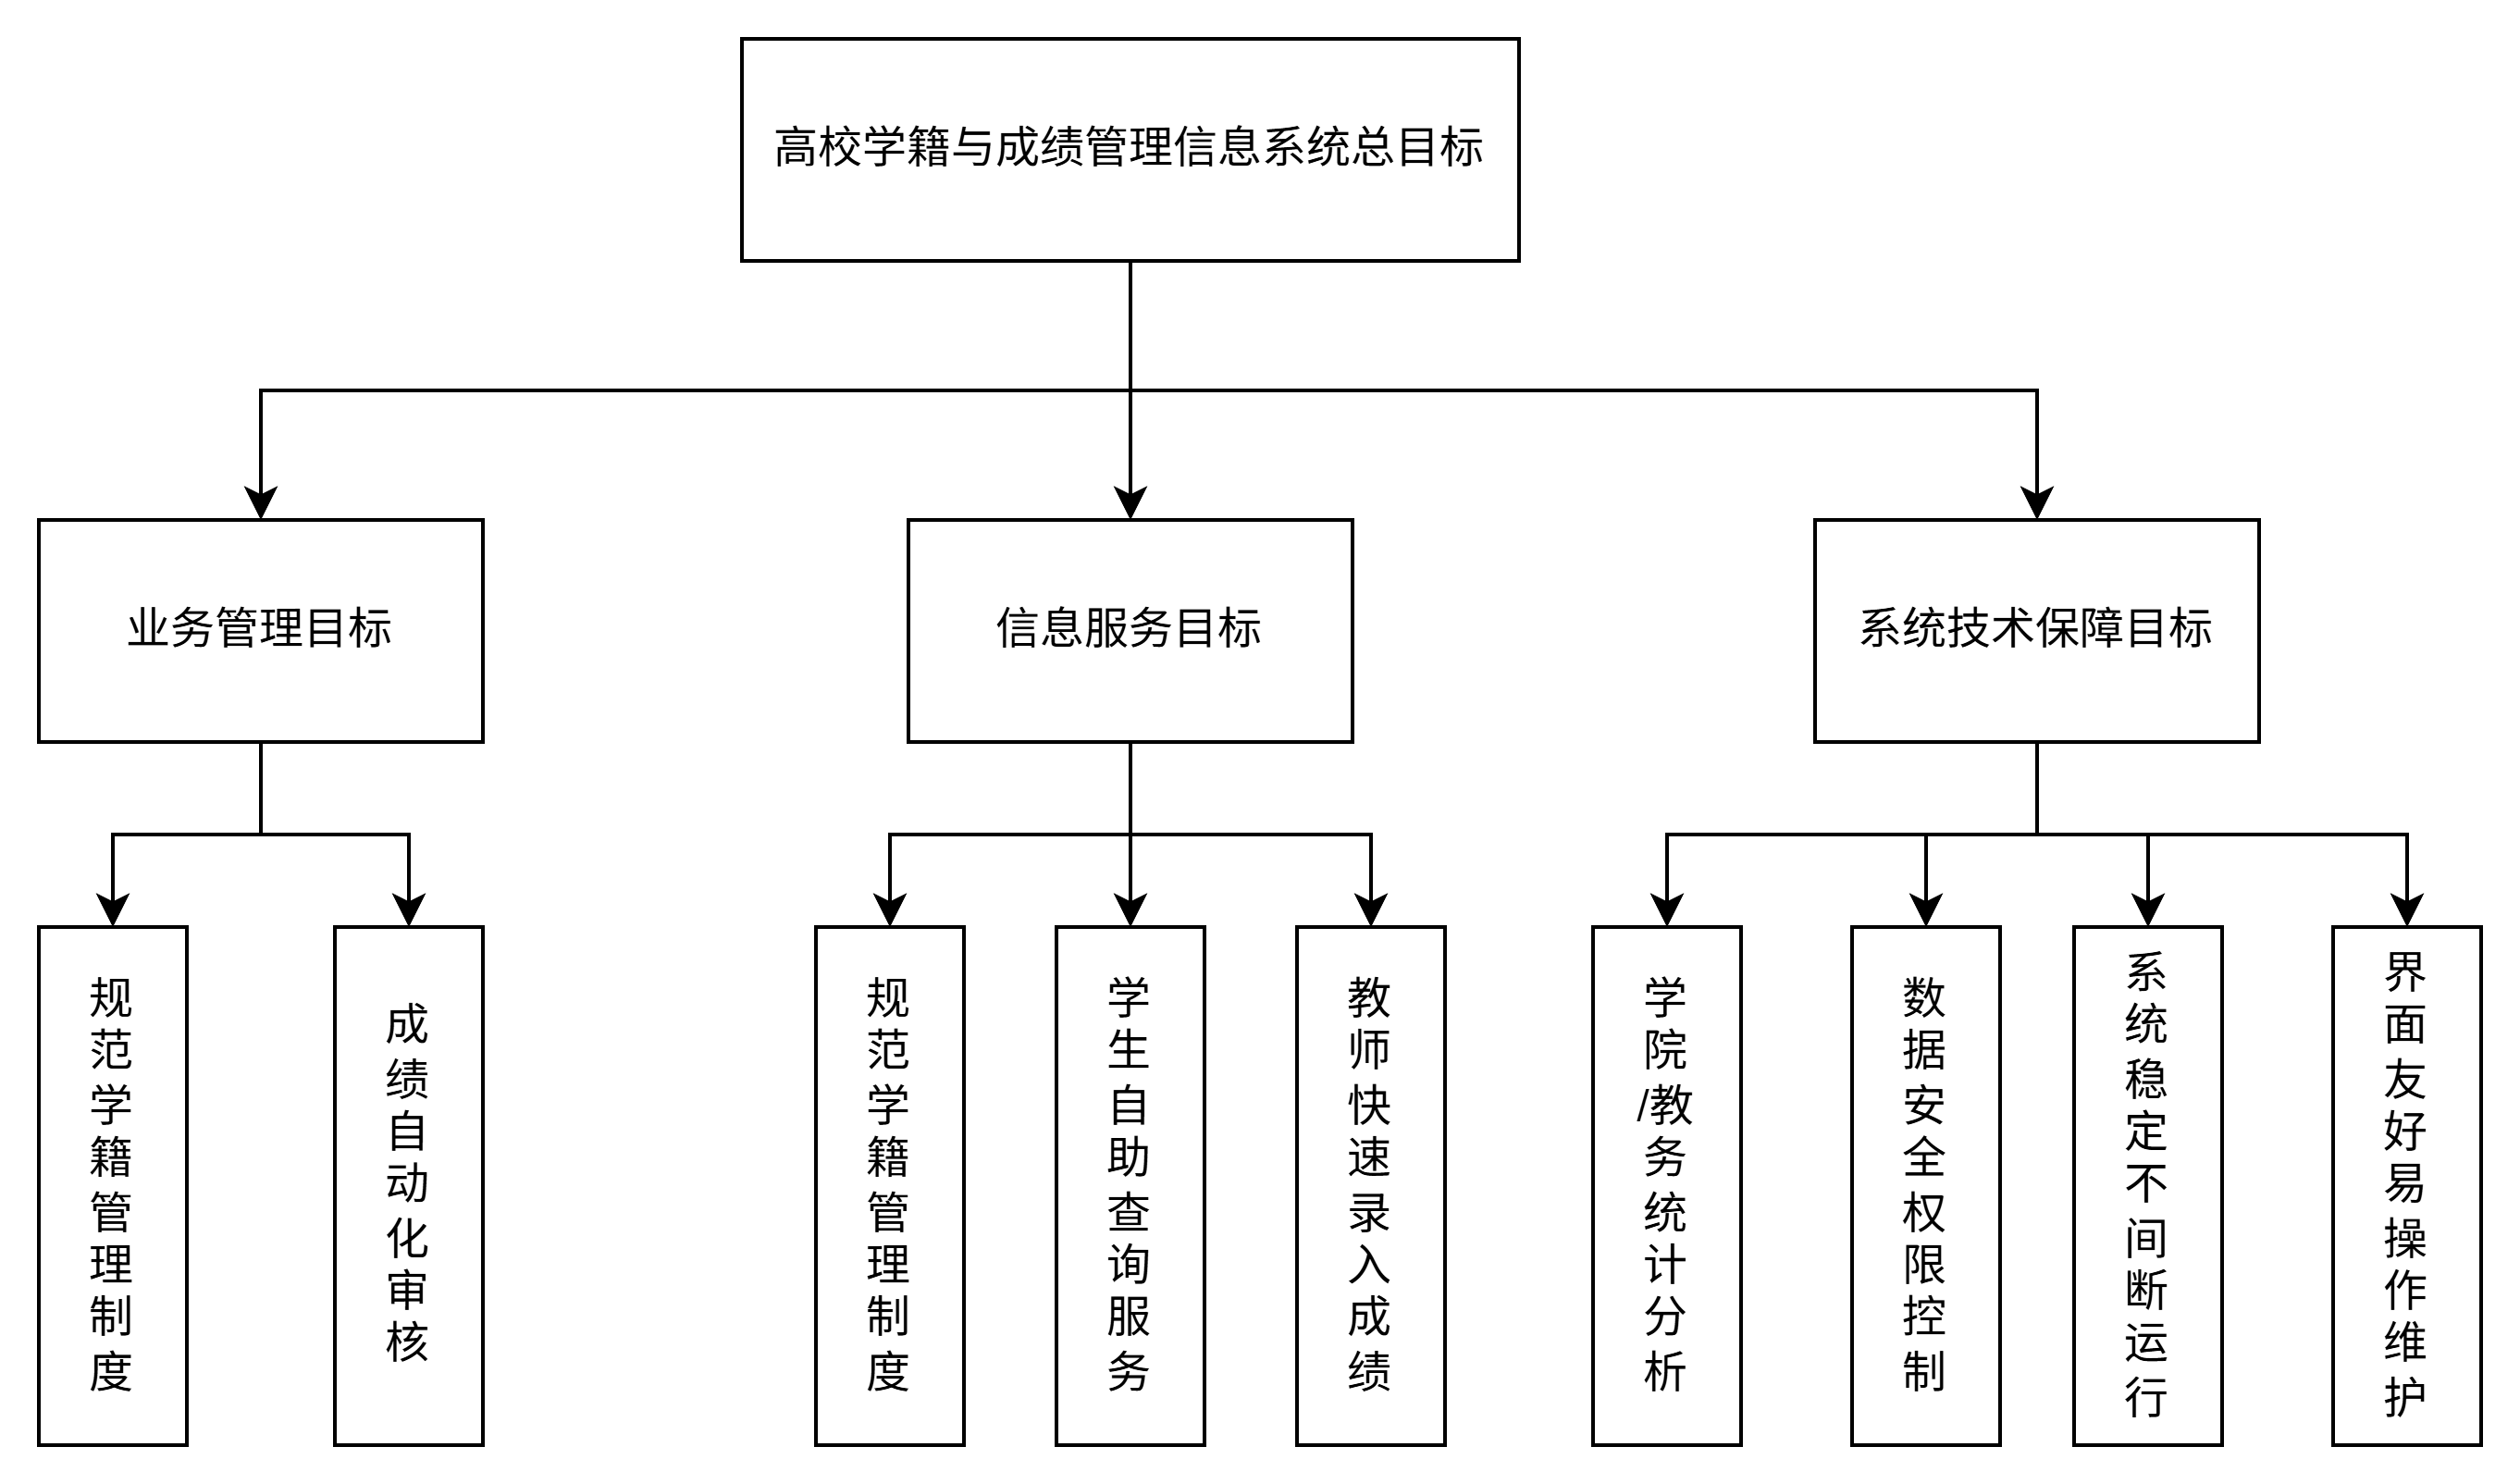 高校学籍与成绩管理信息系统总目标
业务管理目标
信息服务目标
系统技术保障目标
规范学籍管理制度
成绩自动化审核
规范学籍管理制度
学生自助查询服务
教师快速录入成绩
学院/教务统计分析
数据安全权限控制
系统稳定不间断运行
界面友好易操作维护